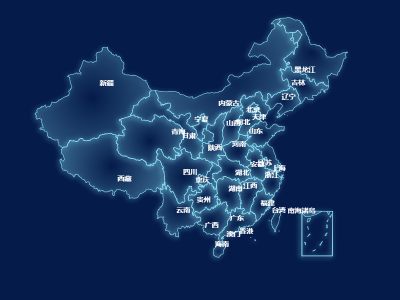 黑龙江
新疆
吉林
辽宁
内蒙古
北京
天津
宁夏
山西
河北
青海
山东
甘肃
河南
陕西
安徽
江苏
上海
四川
湖北
浙江
西藏
重庆
湖南
江西
贵州
福建
云南
台湾
南海诸岛
广东
广西
香港
澳门
海南